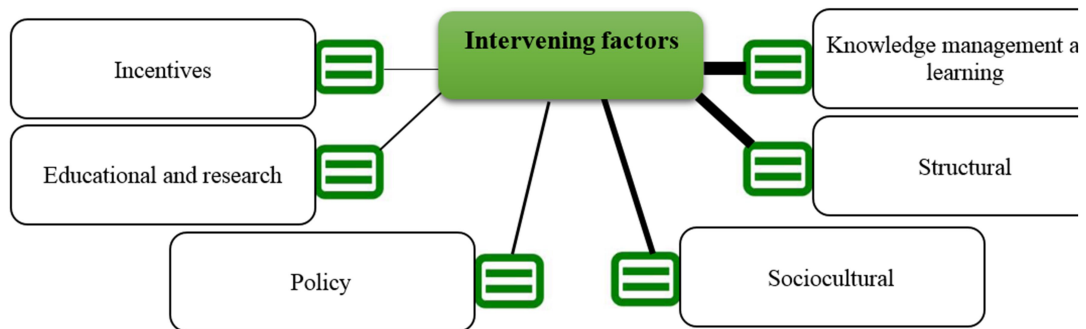 Intervening factors
Incentives
Knowledge management a
learning
Educational and research
Structural
Policy
Sociocultural